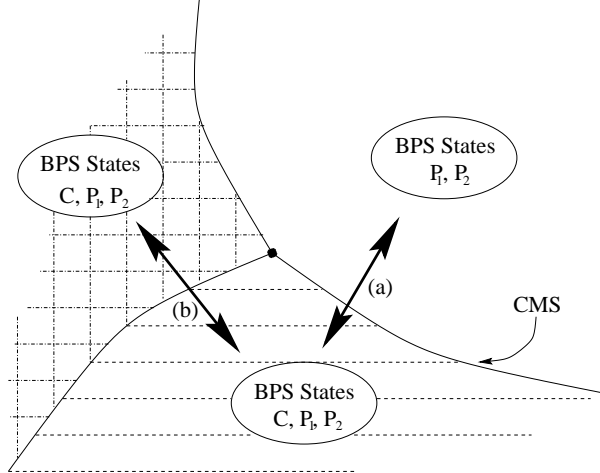 BPS States
P₁, P₂
BPS States
C, P₁, P₂
(a)
(b)
CMS
BPS States
C, P₁, P₂